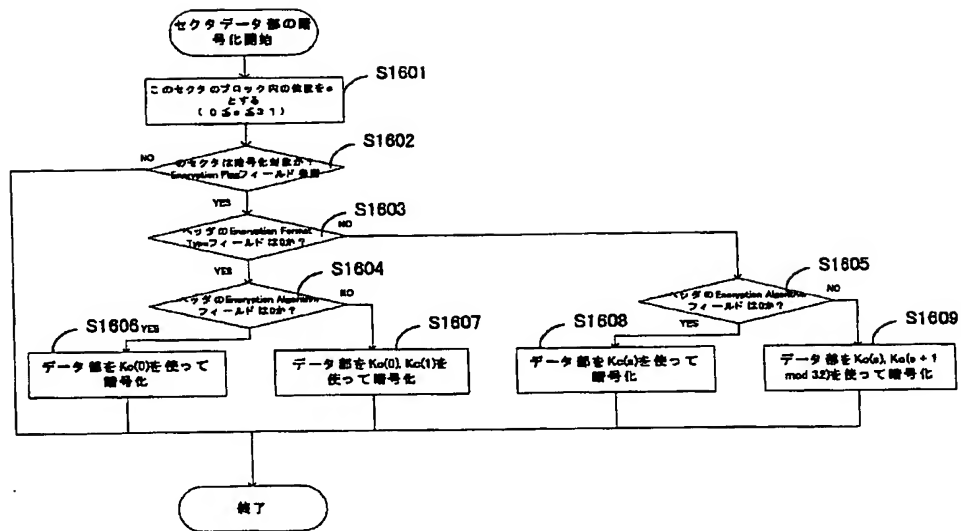 セクタデータ部の暗
号化開始
S1601
このセクタのブロック内の位置をs
とする
(0≦s≦31)
S1602
NO
のセクタは暗号化対象か?
Encryption Flagフィールド参照
YES
S1603
ヘッダのEncryption Format
Typeフィールドは0か?
NO
YES
S1604
ヘッダのEncryption Algorithm
フィールドは0か?
NO
S1605
ヘッダのEncryption Algorithm
フィールドは0か?
NO
YES
S1606
YES
データ部をKc(0)を使って
暗号化
S1607
データ部をKc(0), Kc(1)を
使って暗号化
S1608
データ部をKc(s)を使って
暗号化
S1609
データ部をKc(s), Kc(s + 1
mod 32)を使って暗号化
終了